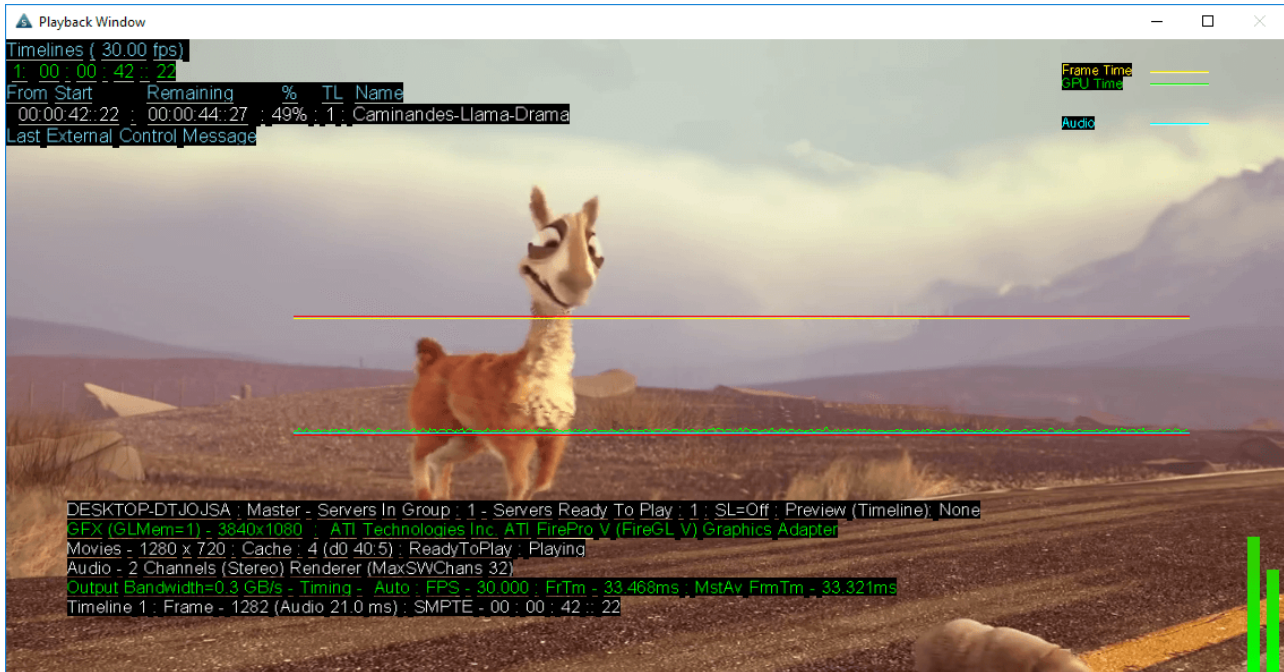 Playback Window
Timelines ( 30.00 fps)
1: 00 : 00 : 42 :: 22
From Start Remaining % TL Name
00:00:42::22 : 00:00:44::27 : 49% : 1 : Caminandes-Llama-Drama
Last External Control Message
Frame Time
GPU Time
Audio
DESKTOP-DTJOJSA : Master - Servers In Group : 1 - Servers Ready To Play : 1 : SL=Off : Preview (Timeline): None
GFX (GLMem=1) - 3840x1080 : ATI Technologies Inc. ATI FirePro V (FireGL V) Graphics Adapter
Movies - 1280 x 720 : Cache : 4 (d0 40:5) : ReadyToPlay : Playing
Audio - 2 Channels (Stereo) Renderer (MaxSWChans 32)
Output Bandwidth=0.3 GB/s - Timing - Auto : FPS - 30.000 : FrTm - 33.468ms : MstAv FrmTm - 33.321ms
Timeline 1 : Frame - 1282 (Audio 21.0 ms) : SMPTE - 00 : 00 : 42 :: 22